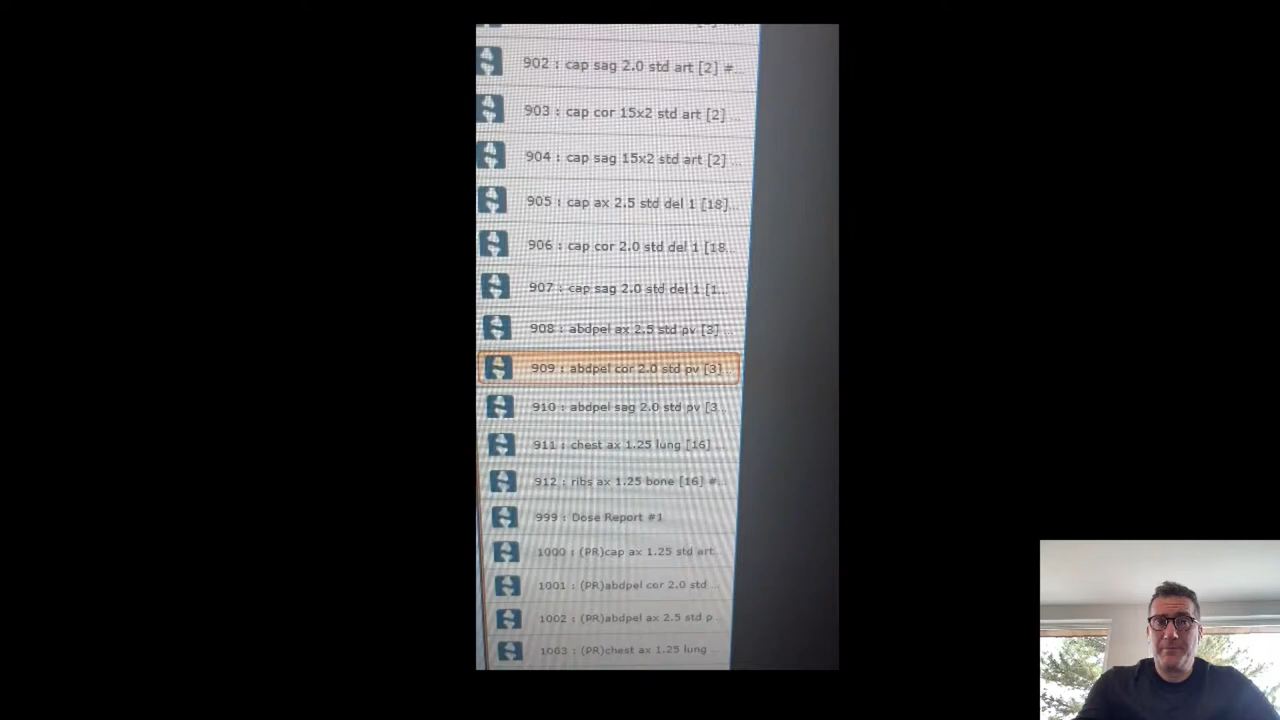 902 : cap sag 2.0 std art [2] #...
903 : cap cor 15x2 std art [2] ...
904 : cap sag 15x2 std art [2] ...
905 : cap ax 2.5 std del 1 [18]...
906 : cap cor 2.0 std del 1 [18...
907 : cap sag 2.0 std del 1 [1...
908 : abdpel ax 2.5 std pv [3] ...
909 : abdpel cor 2.0 std pv [3]...
910 : abdpel sag 2.0 std pv [3...
911 : chest ax 1.25 lung [16] ...
912 : ribs ax 1.25 bone [16] #...
999 : Dose Report #1
1000 : (PR)cap ax 1.25 std art...
1001 : (PR)abdpel cor 2.0 std ...
1002 : (PR)abdpel ax 2.5 std p...
1003 : (PR)chest ax 1.25 lung ...